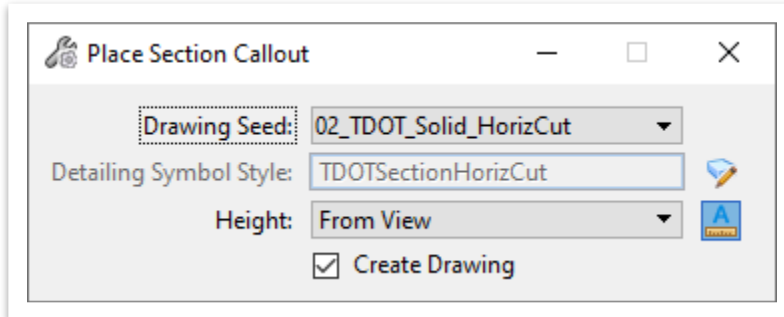 Place Section Callout
Drawing Seed: 02_TDOT_Solid_HorizCut
Detailing Symbol Style: TDOTSectionHorizCut
Height: From View
A
Create Drawing